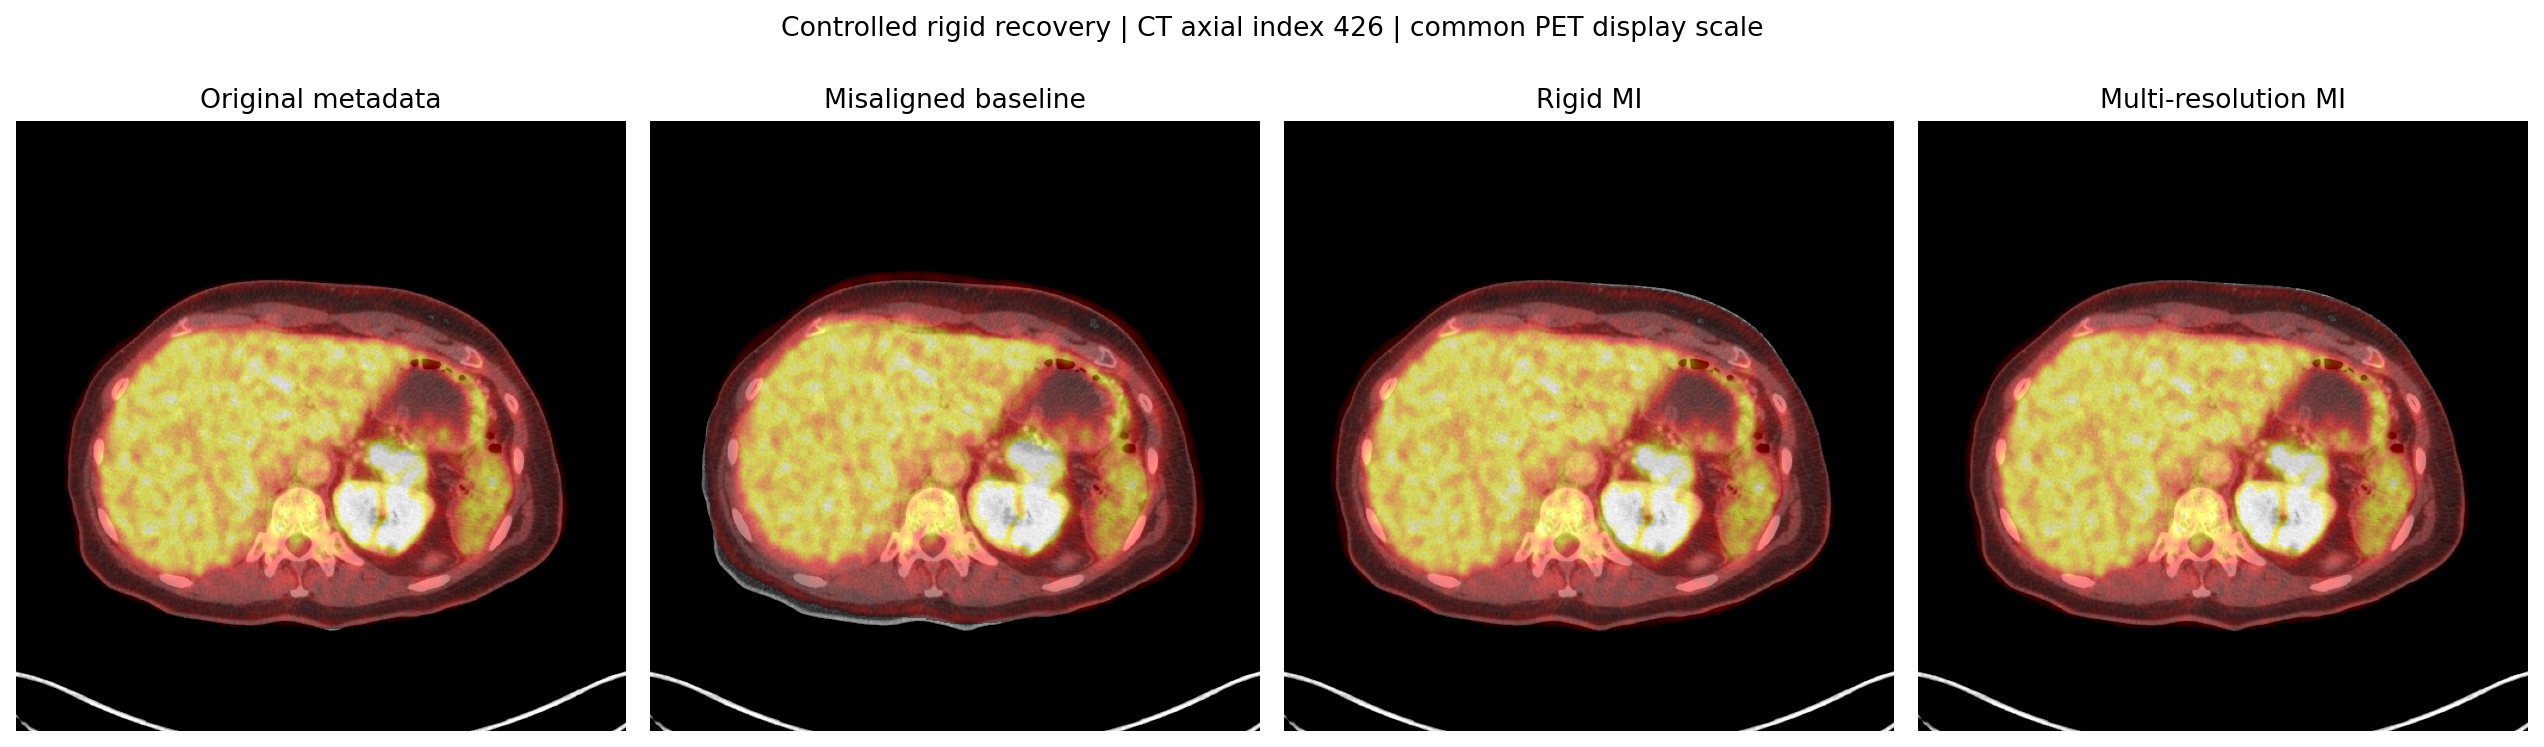 Controlled rigid recovery | CT axial index 426 | common PET display scale
Original metadata
Misaligned baseline
Rigid MI
Multi-resolution MI